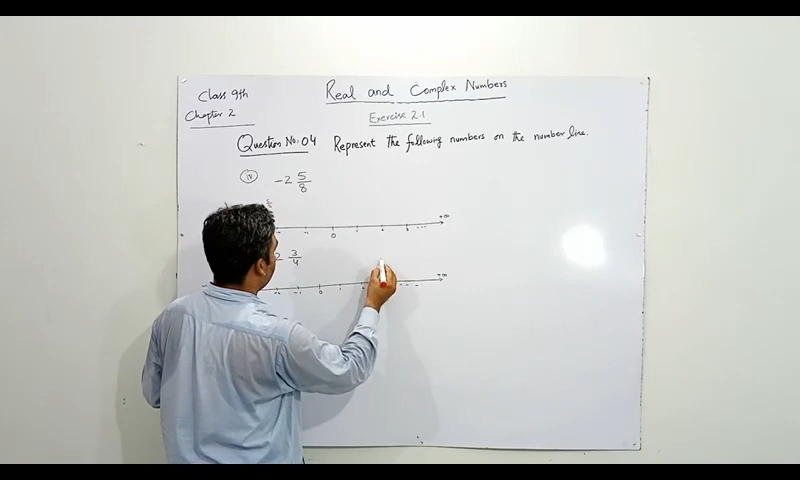 Class 9th
Real and Complex Numbers
Chapter 2
Exercise 2.1
Question No: 04 Represent the following numbers on the number line.
iv -2 5/8
+∞
0
2 3/4
+∞
0